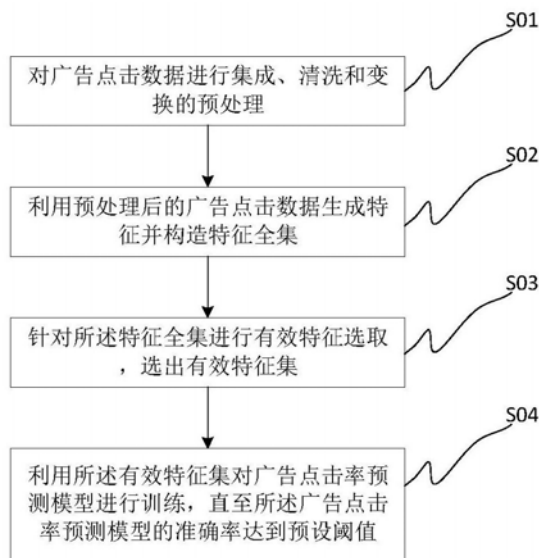 S01
对广告点击数据进行集成、清洗和变
换的预处理
S02
利用预处理后的广告点击数据生成特
征并构造特征全集
S03
针对所述特征全集进行有效特征选取
，选出有效特征集
S04
利用所述有效特征集对广告点击率预
测模型进行训练，直至所述广告点击
率预测模型的准确率达到预设阈值